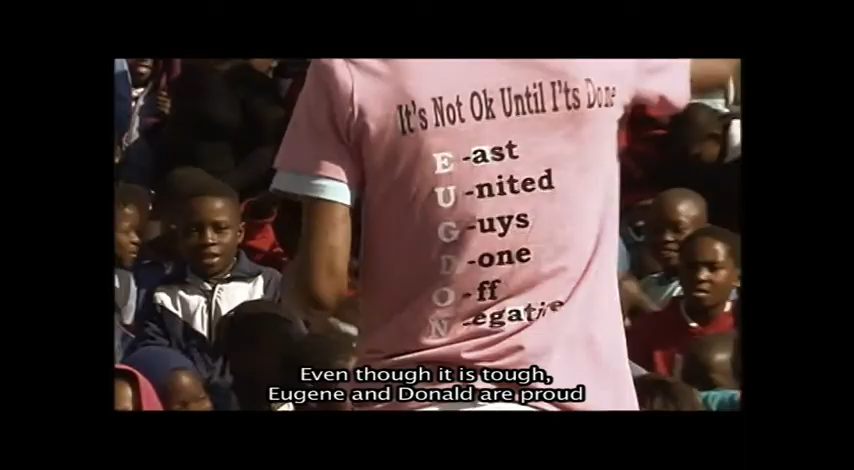 It's Not Ok Until I'ts Done
E-ast
U-nited
G-uys
D-one
O-ff
N-egatie
Even though it is tough,
Eugene and Donald are proud